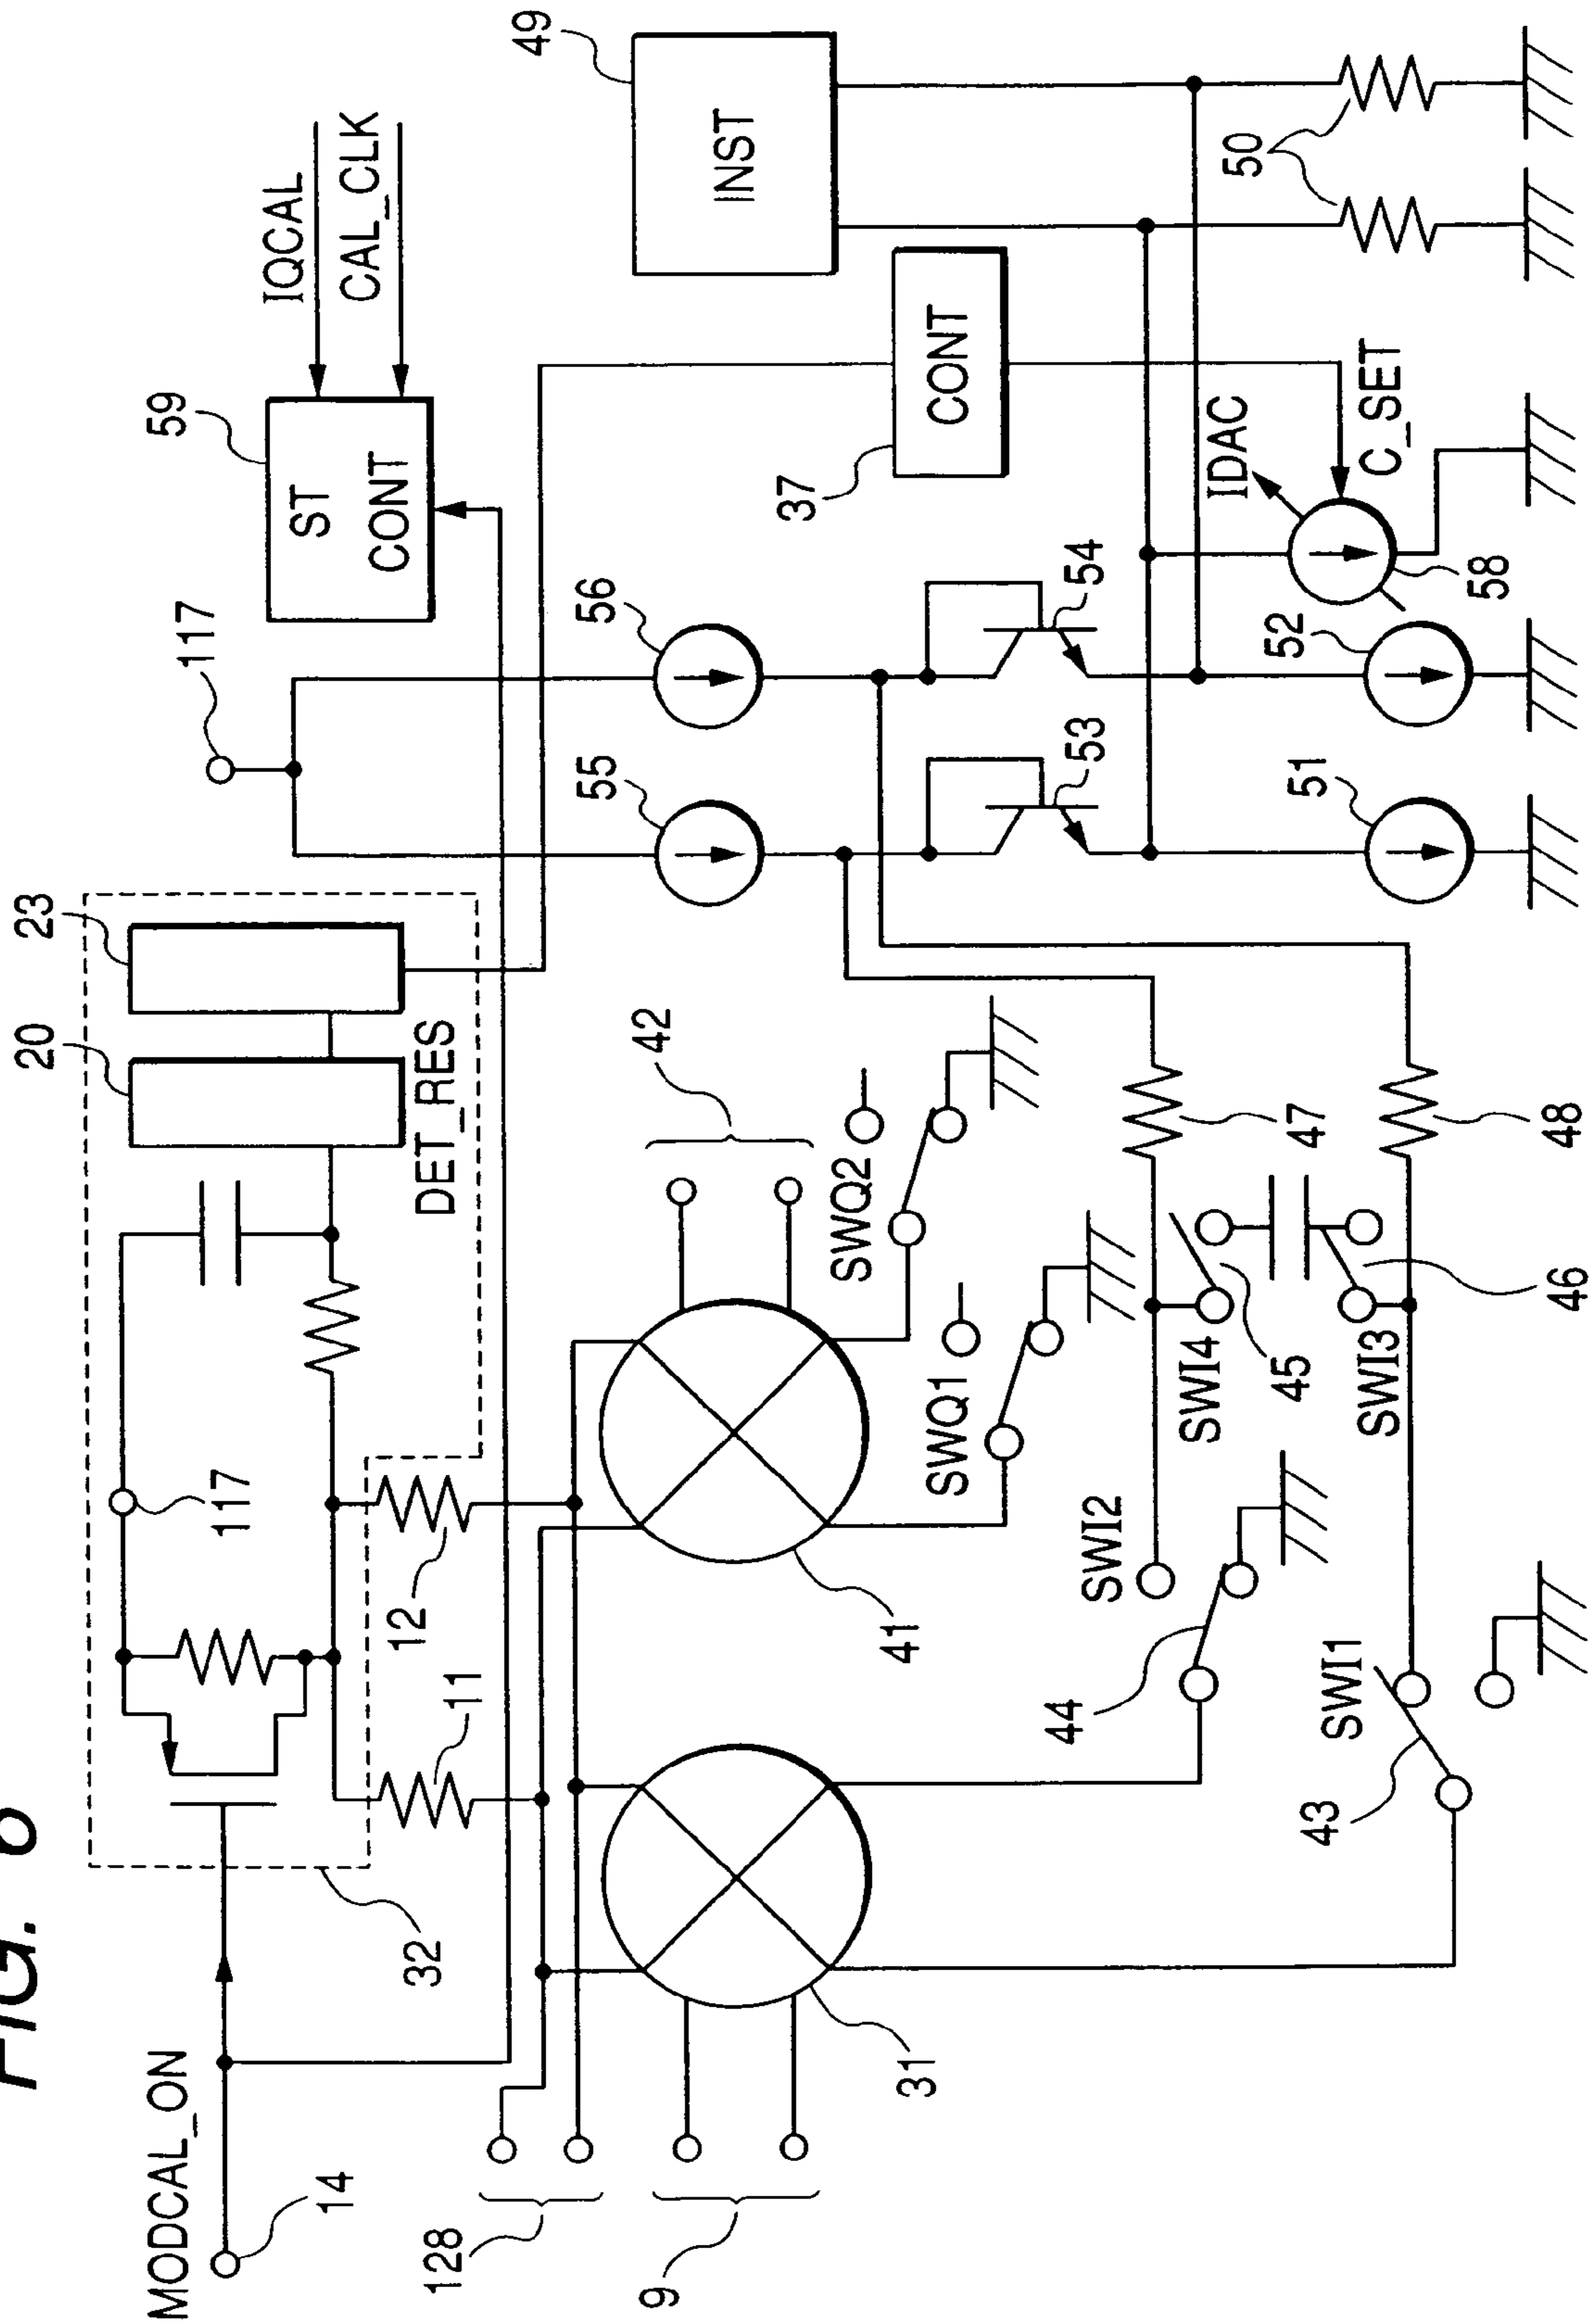 FIG.
20
23
MODCAL_ON
14
117
117
59
ST
CONT
IQCAL
CAL_CLK
32
12
11
DET_RES
128
9
42
55
56
49
INST
31
41
37
CONT
SWQ2
SWQ1
44
SWI2
53
54
50
IDAC
C_SET
SWI4
45
47
51
52
43
SWI1
SWI3
46
48
58